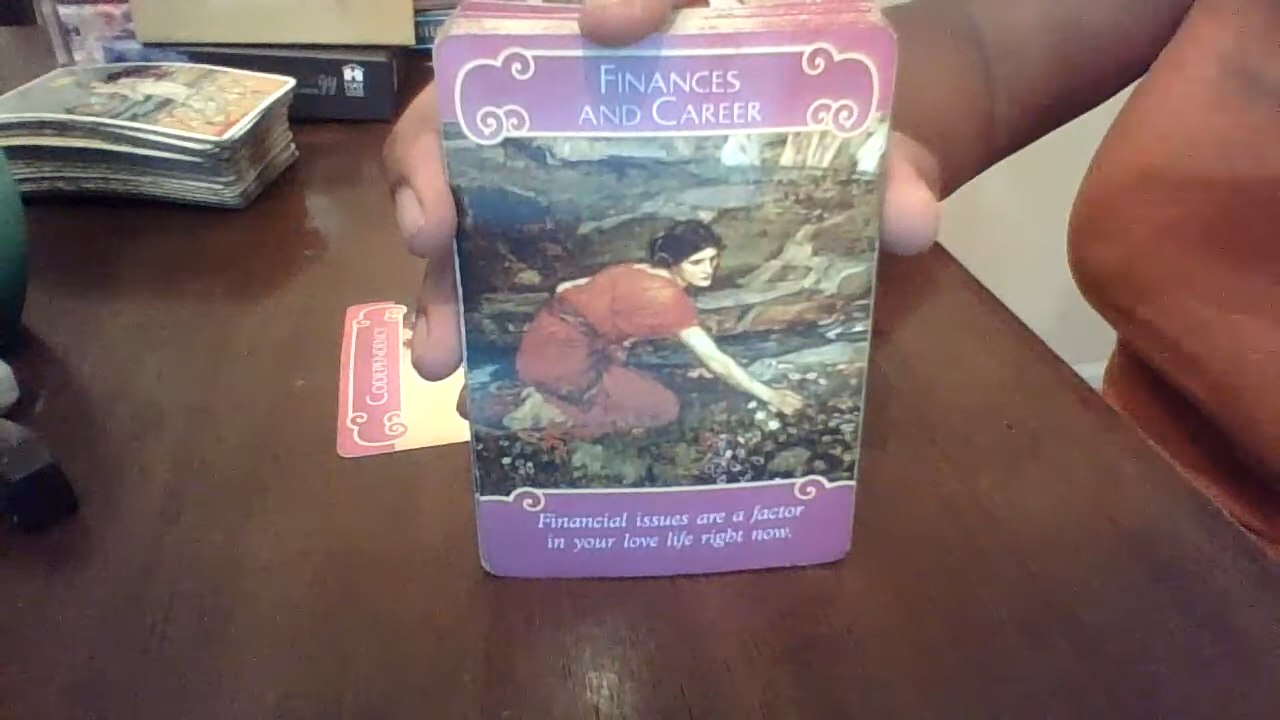 FINANCES
AND CAREER
CODEPENDENCY
Financial issues are a factor
in your love life right now.